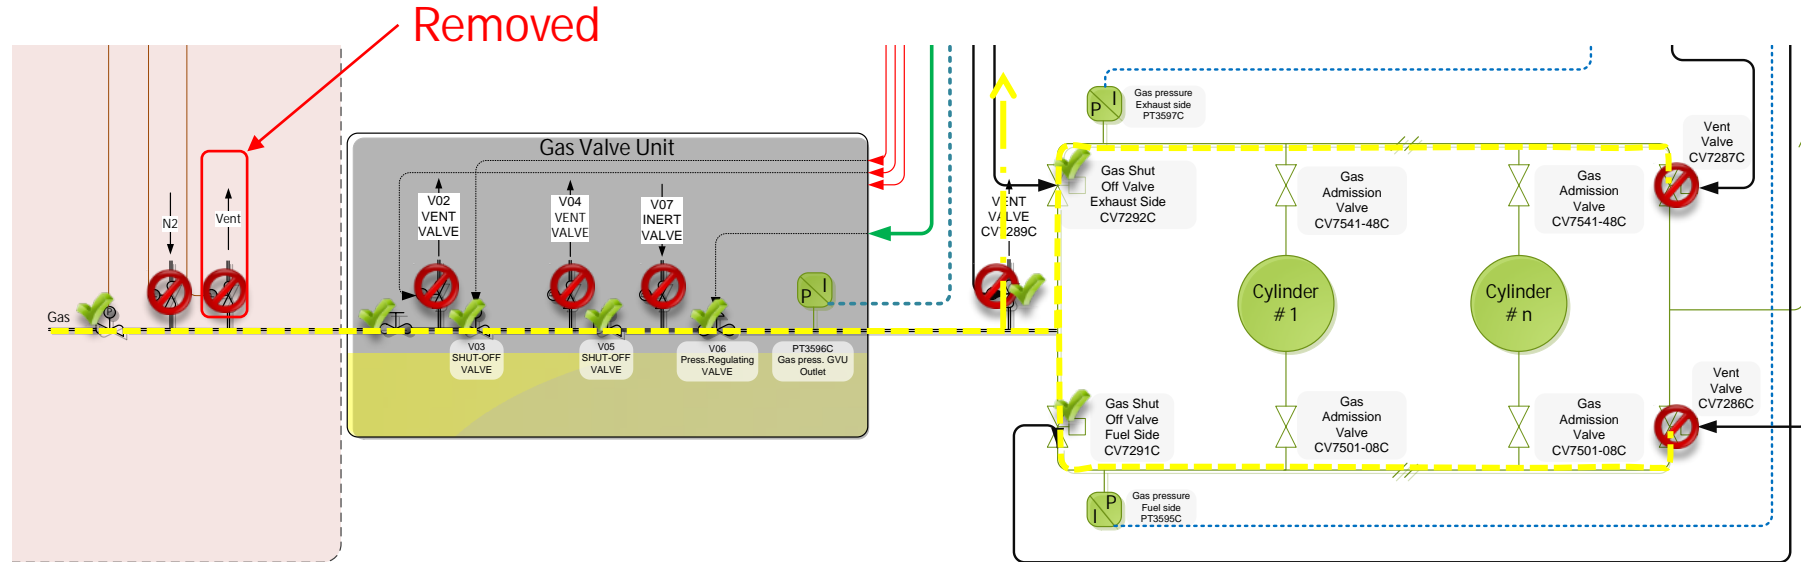 Removed
Gas
N2
Vent
Gas Valve Unit
V02
VENT
VALVE
V04
VENT
VALVE
V07
INERT
VALVE
P I
V03
SHUT-OFF
VALVE
V05
SHUT-OFF
VALVE
V06
Press.Regulating
VALVE
PT3596C
Gas press. GVU
Outlet
VENT
VALVE
CV7289C
P I
Gas pressure
Exhaust side
PT3597C
Gas Shut
Off Valve
Exhaust Side
CV7292C
Gas
Admission
Valve
CV7541-48C
Gas
Admission
Valve
CV7541-48C
Vent
Valve
CV7287C
Cylinder
# 1
Cylinder
# n
Gas Shut
Off Valve
Fuel Side
CV7291C
Gas
Admission
Valve
CV7501-08C
Gas
Admission
Valve
CV7501-08C
Vent
Valve
CV7286C
I P
Gas pressure
Fuel side
PT3595C
P